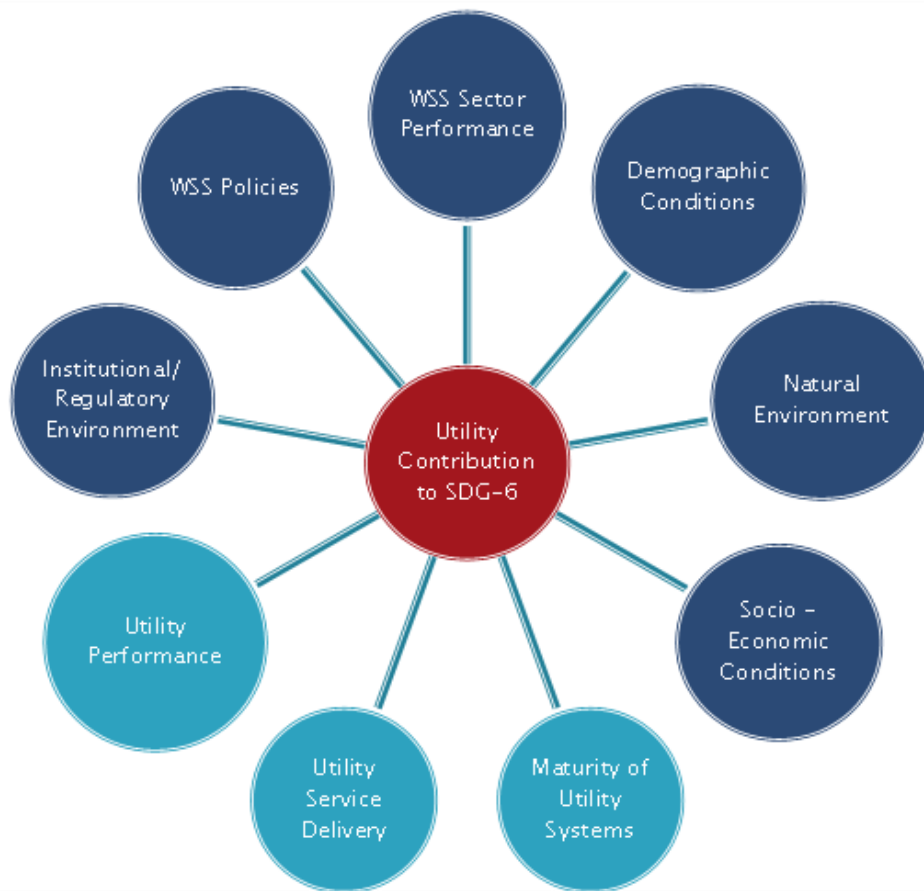 WSS Sector
Performance
WSS Policies
Demographic
Conditions
Institutional/
Regulatory
Environment
Natural
Environment
Utility
Contribution
to SDG-6
Utility
Performance
Socio -
Economic
Conditions
Utility
Service
Delivery
Maturity of
Utility
Systems